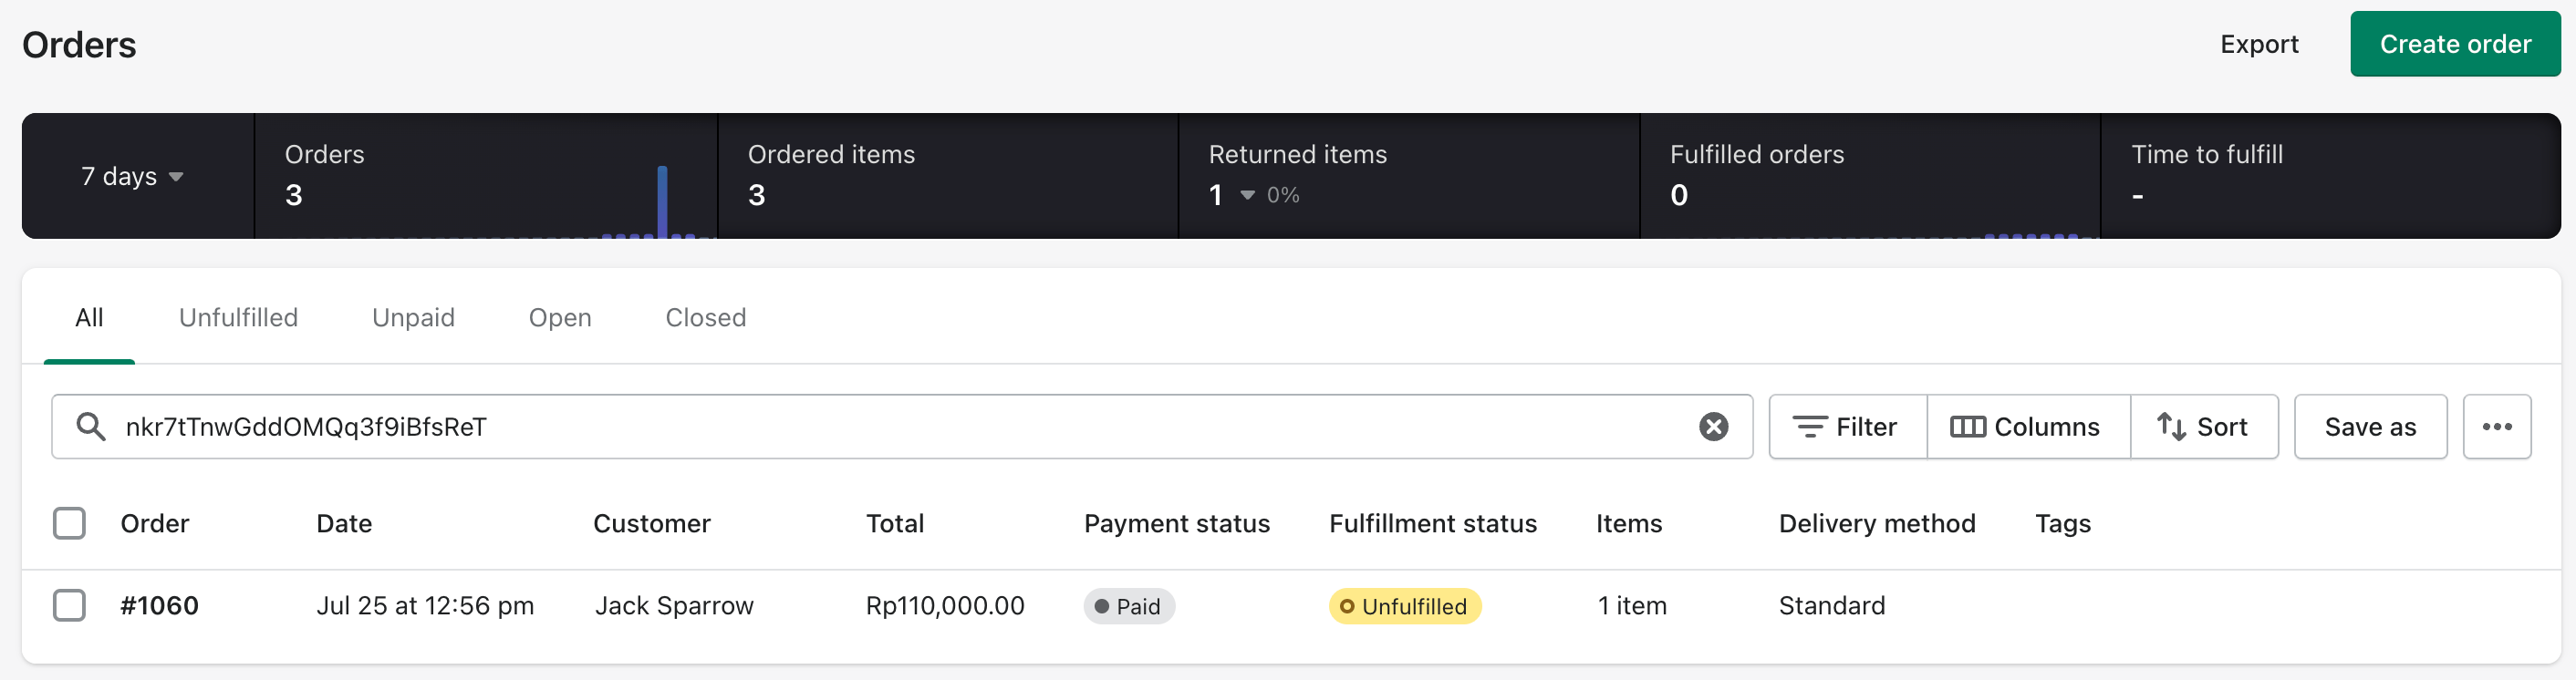 Orders
Export
Create order
7 days
Orders
3
Ordered items
3
Returned items
1 0%
Fulfilled orders
0
Time to fulfill
-
All Unfulfilled Unpaid Open Closed
nkr7tTnwGddOMQq3f9iBfsReT
Filter Columns Sort Save as
Order Date Customer Total Payment status Fulfillment status Items Delivery method Tags
#1060 Jul 25 at 12:56 pm Jack Sparrow Rp110,000.00 Paid Unfulfilled 1 item Standard